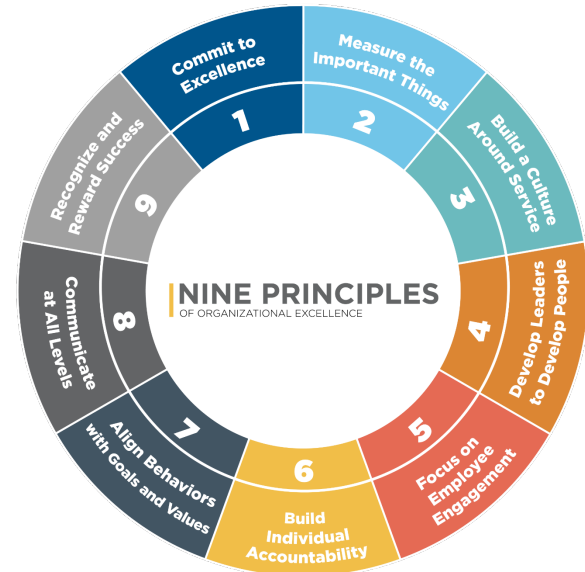 NINE PRINCIPLES
OF ORGANIZATIONAL EXCELLENCE
Commit to
Excellence
1
Measure the
Important Things
2
Build a Culture
Around Service
3
Develop Leaders
to Develop People
4
Focus on
Employee
Engagement
5
Build
Individual
Accountability
6
Align Behaviors
with Goals and Values
7
Communicate
at All Levels
8
Recognize and
Reward Success
9